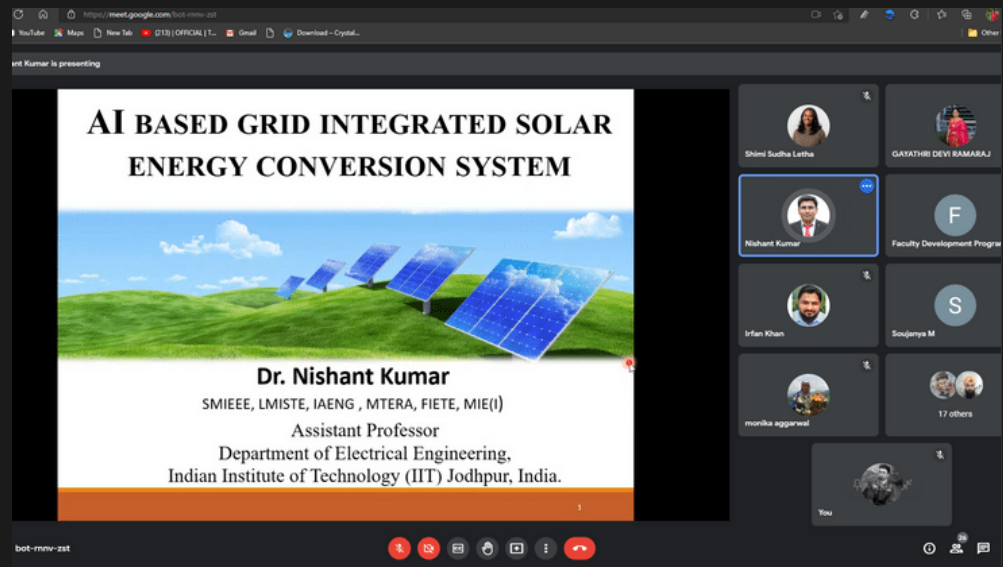 https://meet.google.com/bot-mnv-zst
YouTube Maps New Tab (213) | OFFICIAL | T... Gmail Download – Crystal... Other
ant Kumar is presenting
AI BASED GRID INTEGRATED SOLAR
ENERGY CONVERSION SYSTEM
Dr. Nishant Kumar
SMIEEE, LMISTE, IAENG , MTERA, FIETE, MIE(I)
Assistant Professor
Department of Electrical Engineering,
Indian Institute of Technology (IIT) Jodhpur, India.
1
Shimi Sudha Letha
GAYATHRI DEVI RAMARAJ
Nishant Kumar
F
Faculty Development Progra
Irfan Khan
S
Soujanya M
monika aggarwal
17 others
You
bot-mnv-zst
26